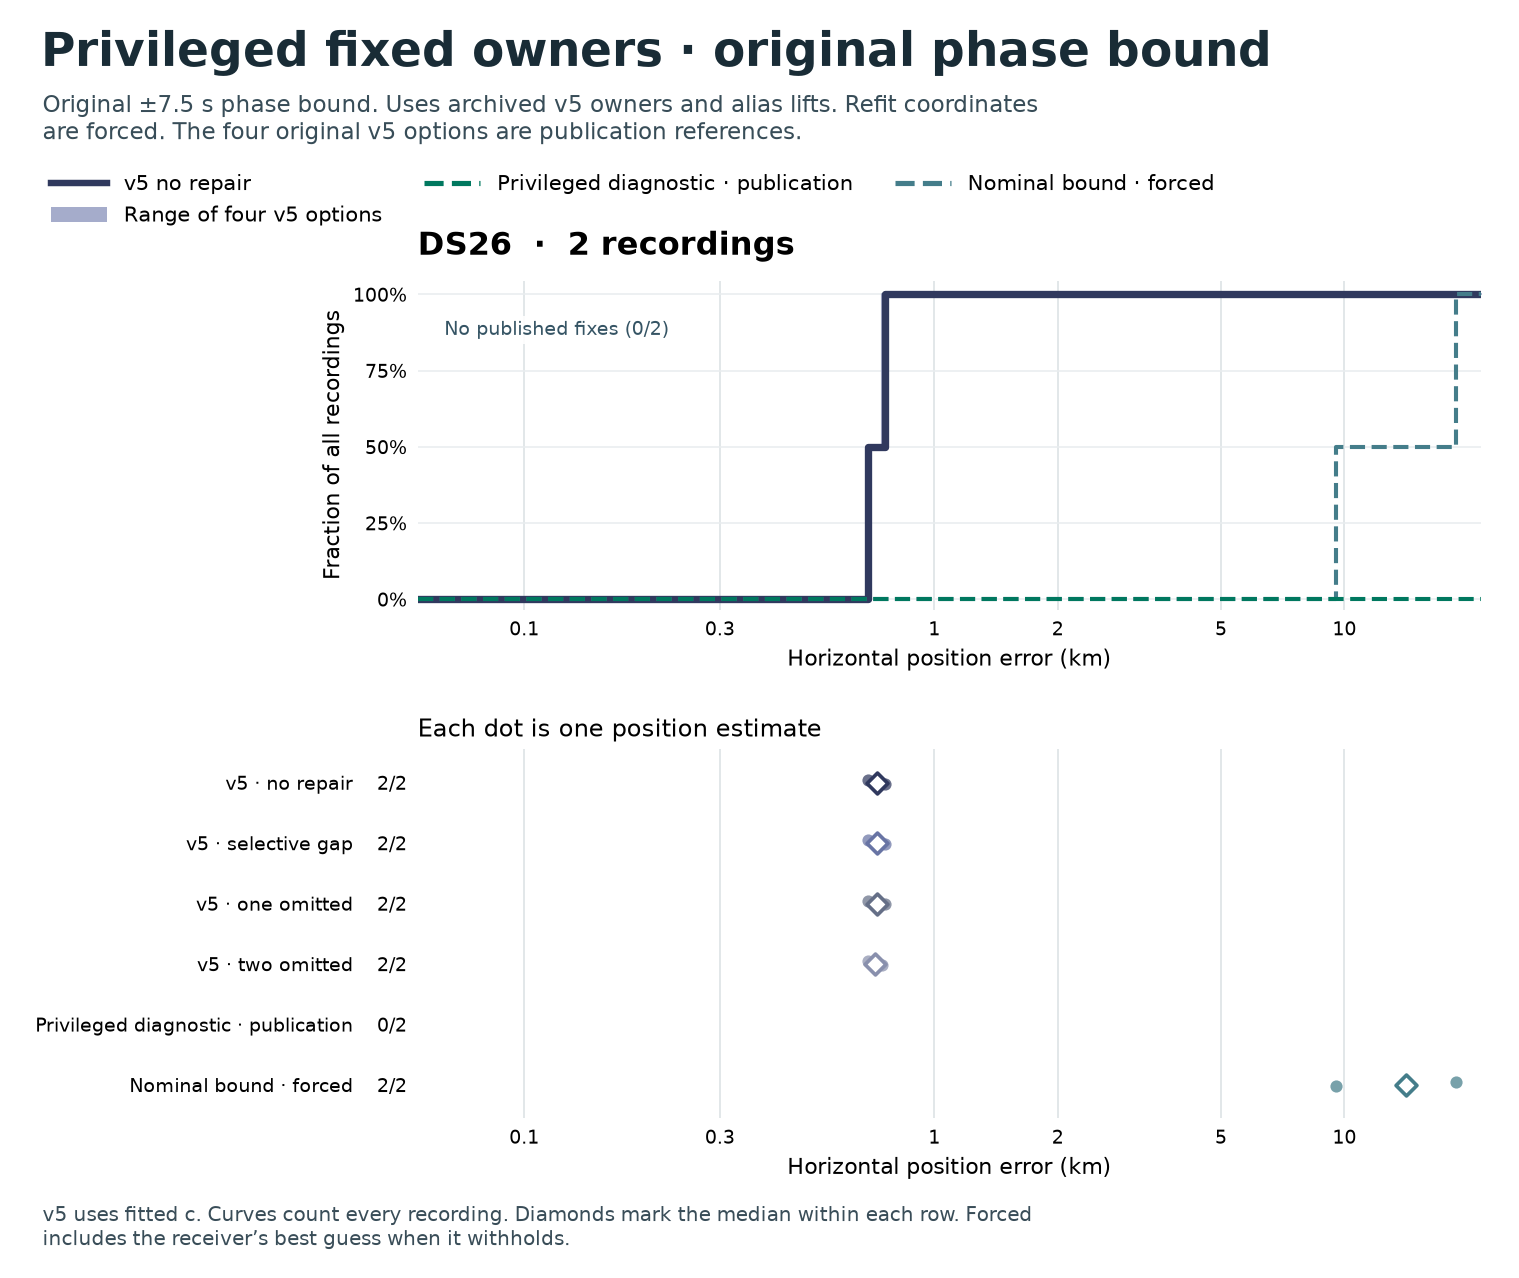 Privileged fixed owners · original phase bound
Original ±7.5 s phase bound. Uses archived v5 owners and alias lifts. Refit coordinates
are forced. The four original v5 options are publication references.
v5 no repair
Privileged diagnostic · publication
Nominal bound · forced
Range of four v5 options
DS26 · 2 recordings
Fraction of all recordings
100%
No published fixes (0/2)
75%
50%
25%
0%
0.1 0.3 1 2 5 10
Horizontal position error (km)
Each dot is one position estimate
v5 · no repair 2/2
v5 · selective gap 2/2
v5 · one omitted 2/2
v5 · two omitted 2/2
Privileged diagnostic · publication 0/2
Nominal bound · forced 2/2
0.1 0.3 1 2 5 10
Horizontal position error (km)
v5 uses fitted c. Curves count every recording. Diamonds mark the median within each row. Forced
includes the receiver’s best guess when it withholds.